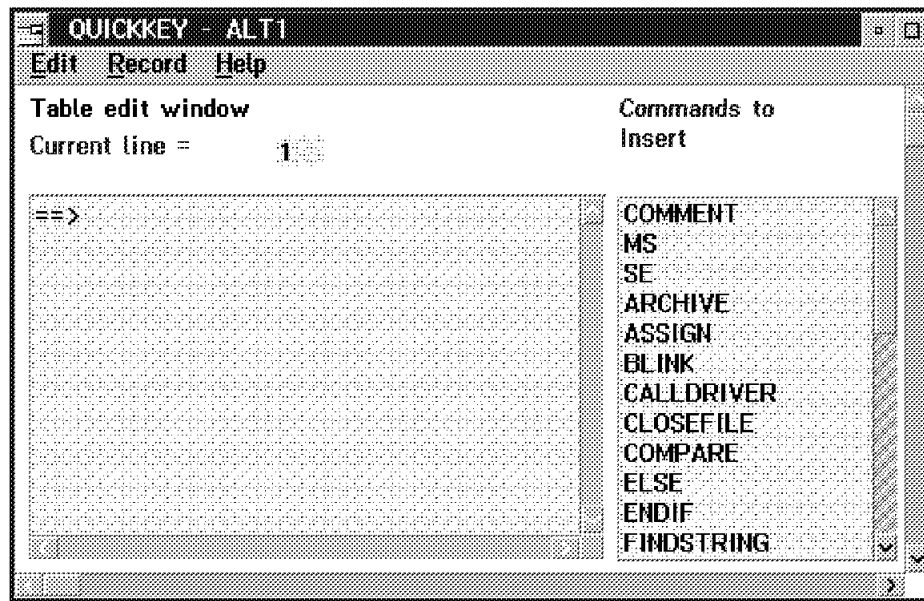 QUICKKEY - ALT1
Edit Record Help
Table edit window
Current line = 1
==>
Commands to
Insert
COMMENT
MS
SE
ARCHIVE
ASSIGN
BLINK
CALLDRIVER
CLOSEFILE
COMPARE
ELSE
ENDIF
FINDSTRING